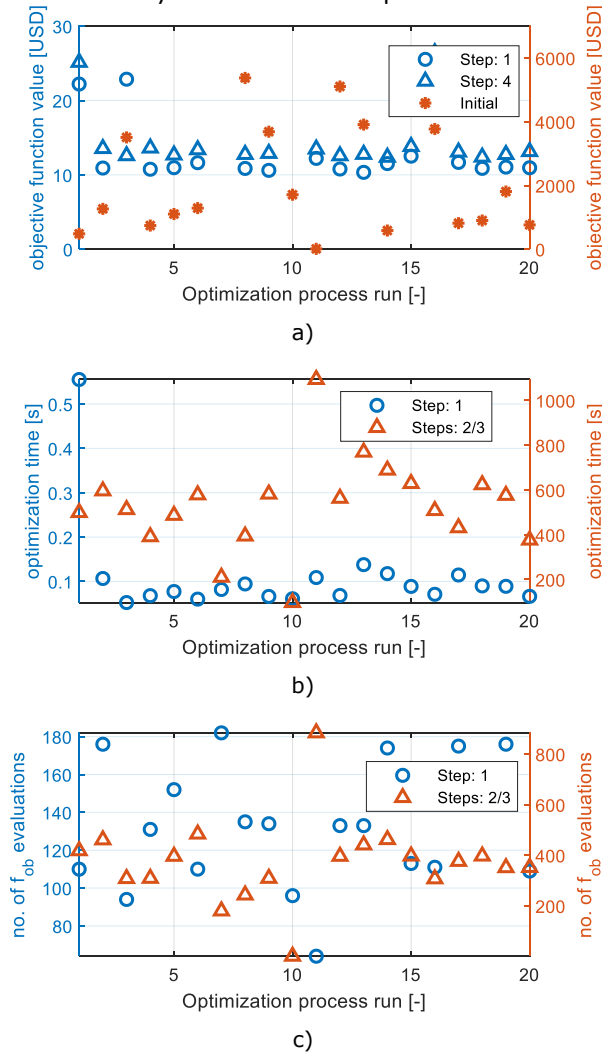 objective function value [USD]
30
20
10
0
Step: 1
Step: 4
Initial
6000
4000
2000
0
objective function value [USD]
5
10
15
20
Optimization process run [-]
a)
optimization time [s]
0.5
0.4
0.3
0.2
0.1
Step: 1
Steps: 2/3
1000
800
600
400
200
optimization time [s]
5
10
15
20
Optimization process run [-]
b)
no. of f_ob evaluations
180
160
140
120
100
80
Step: 1
Steps: 2/3
800
600
400
200
no. of f_ob evaluations
5
10
15
20
Optimization process run [-]
c)